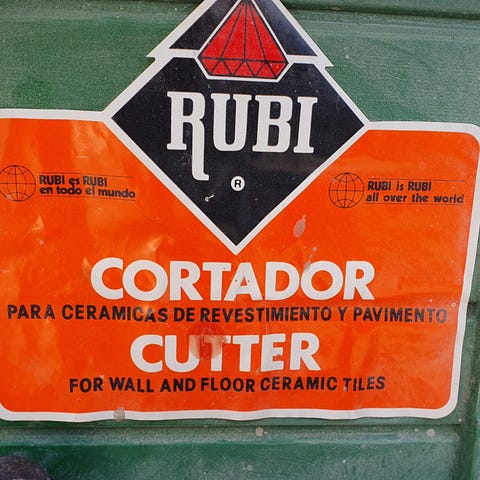 RUBI
®
RUBI es RUBI
en todo el mundo
RUBI is RUBI
all over the world
CORTADOR
PARA CERAMICAS DE REVESTIMIENTO Y PAVIMENTO
CUTTER
FOR WALL AND FLOOR CERAMIC TILES